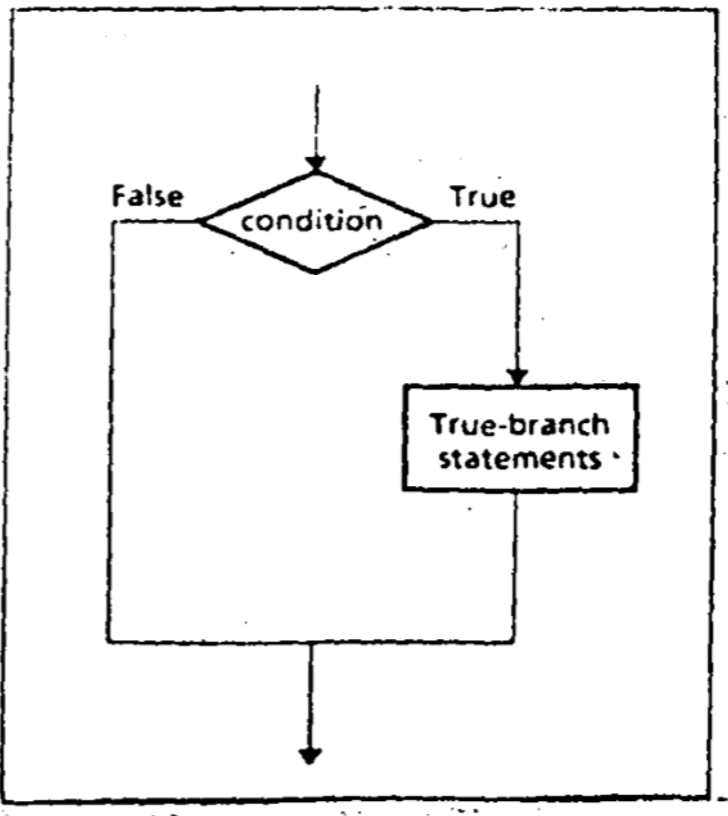 False
True
condition
True-branch
statements